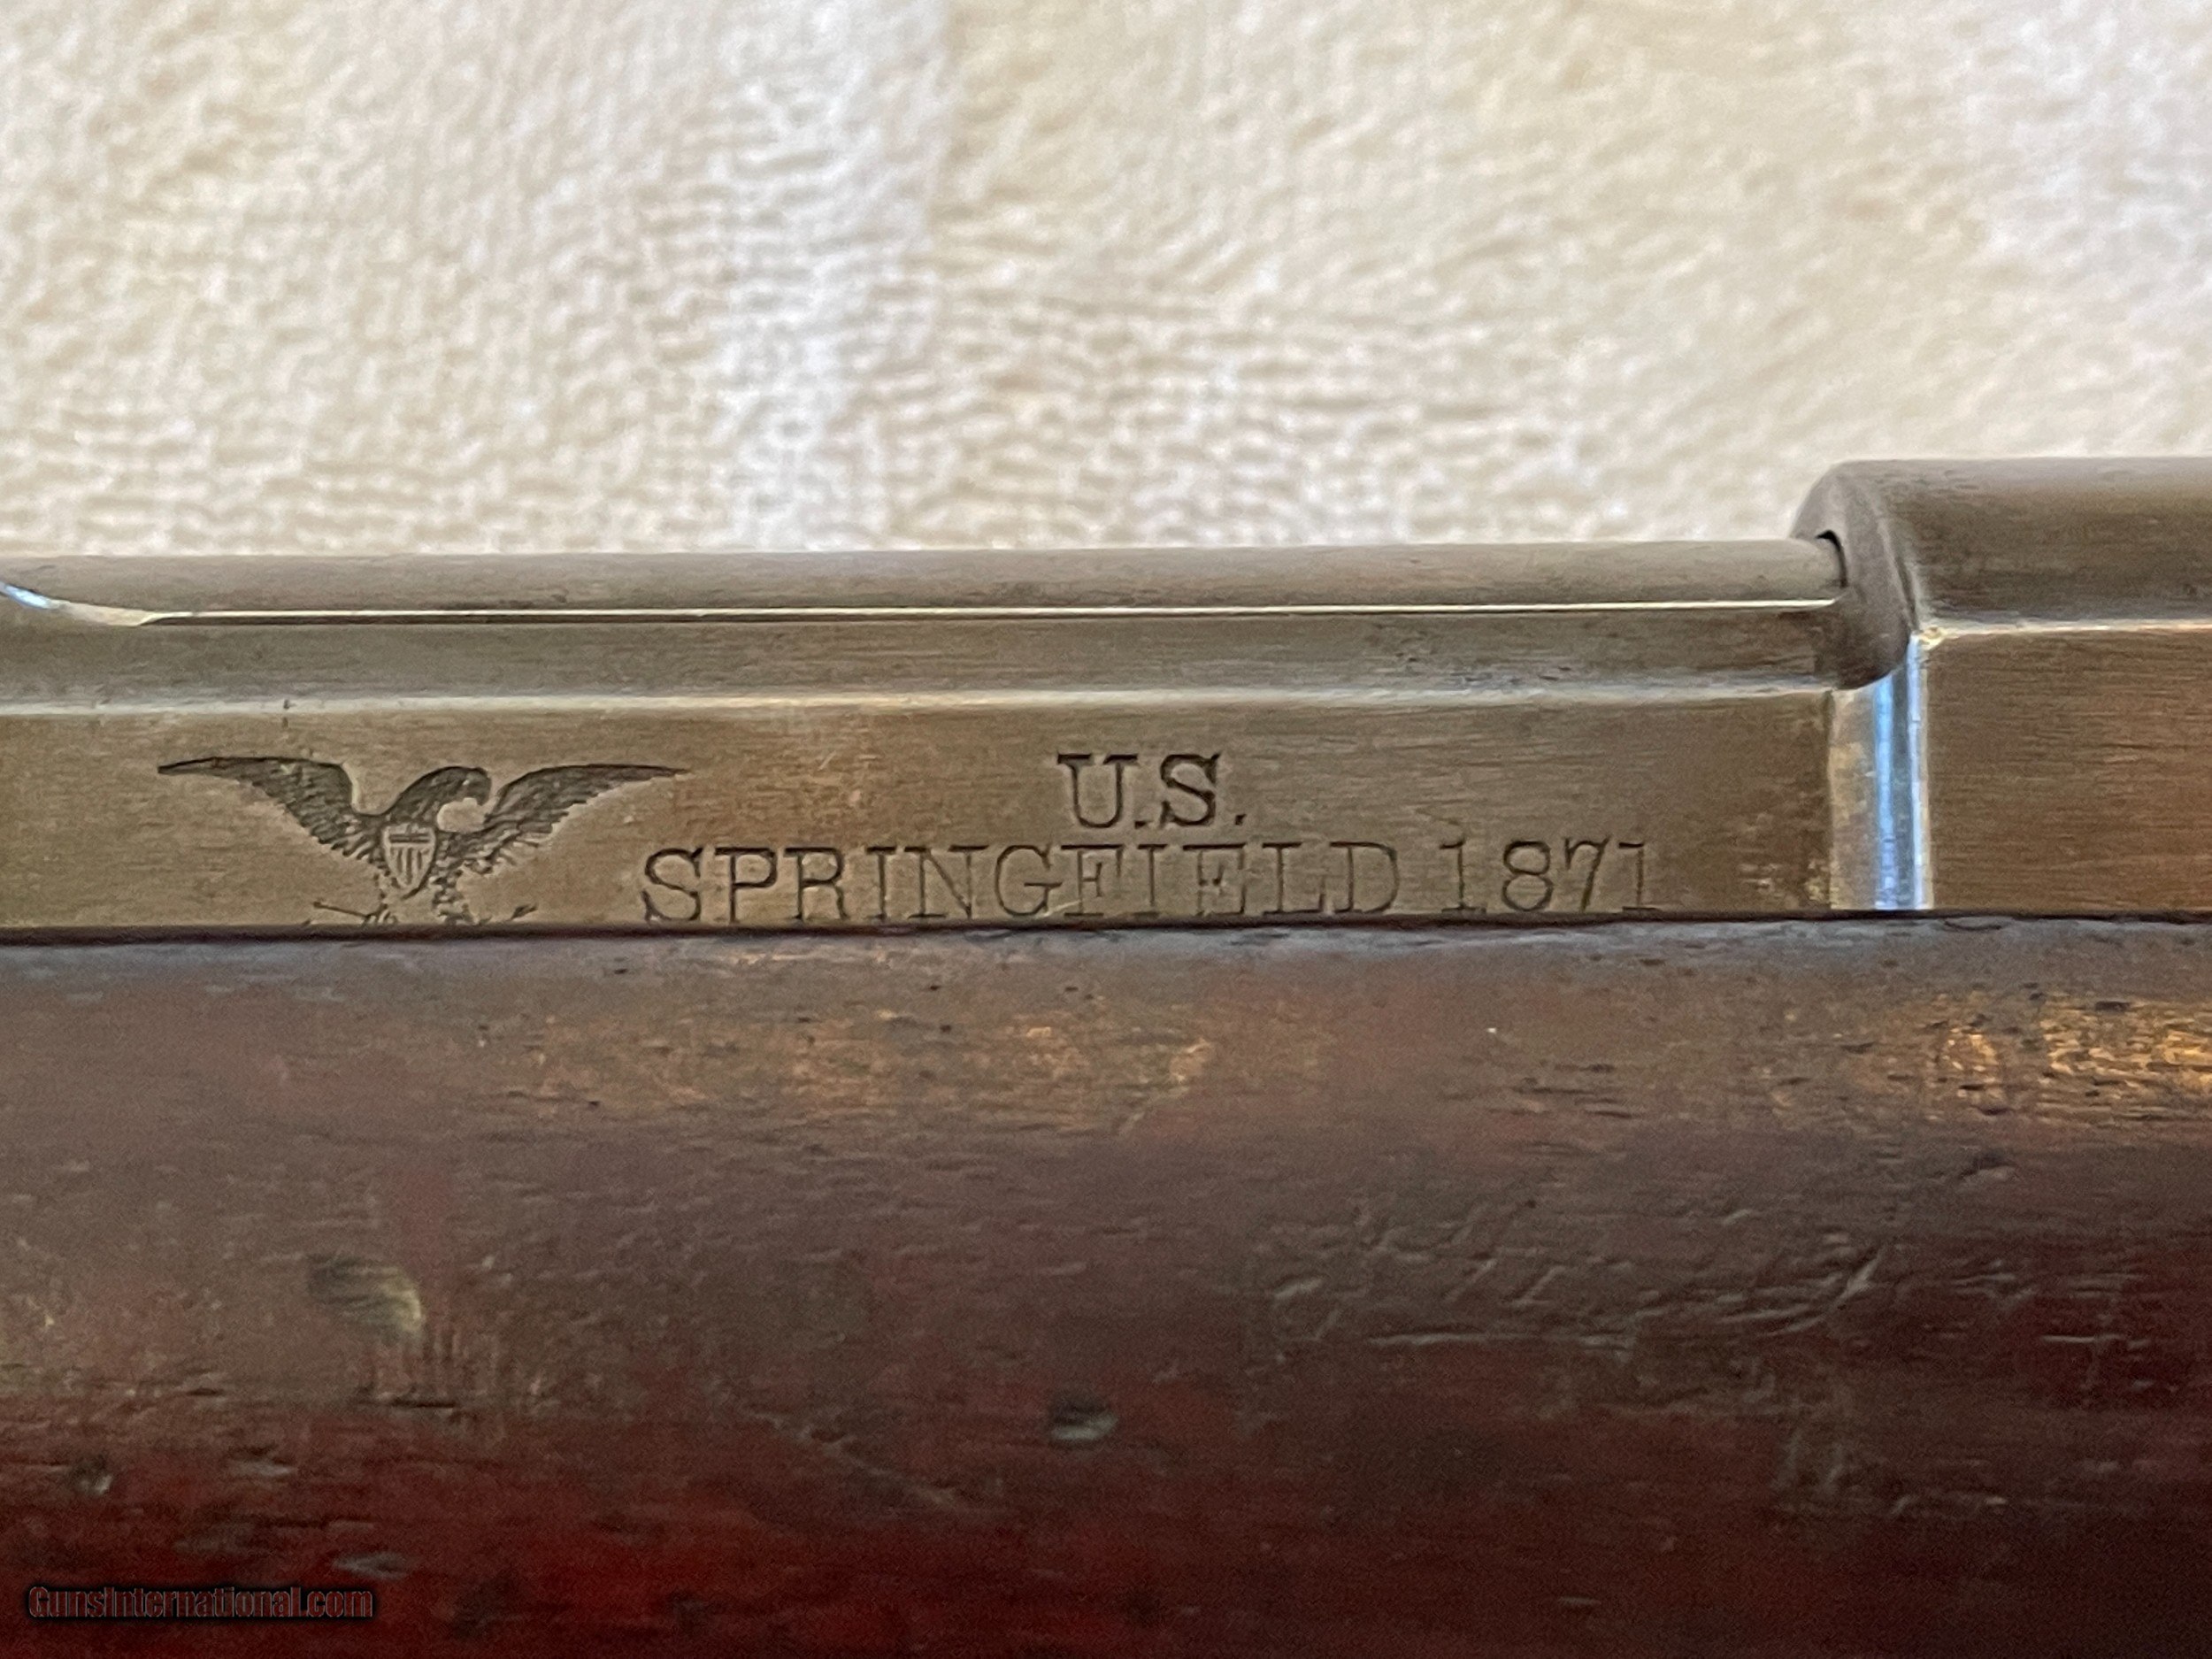 U.S.
SPRINGFIELD 1871
GunsInternational.com